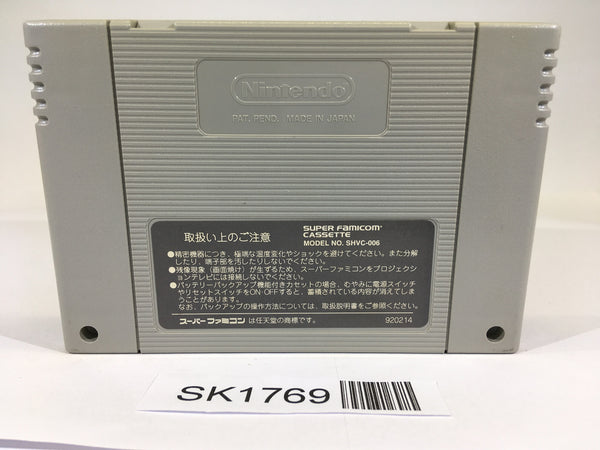 Nintendo
PAT. PEND. MADE IN JAPAN
取扱い上のご注意
SUPER FAMICOM
CASSETTE
MODEL NO. SHVC-006
●精密機器につき、極端な温度変化やショックを避けてください。また分解
したり、端子部を汚したりしないでください。
●残像現象(画面焼け)が生ずるため、スーパーファミコンをプロジェクシ
ョンテレビには接続しないでください。
●バッテリーバックアップ機能付きカセットの場合、むやみに電源スイッチ
やリセットスイッチをON·OFFすると、蓄積されている内容が消えてしま
うことがあります。
なお、バックアップの操作方法については、取扱説明書をご参照ください。
スーパーファミコン は任天堂の商標です。
920214
SK1769